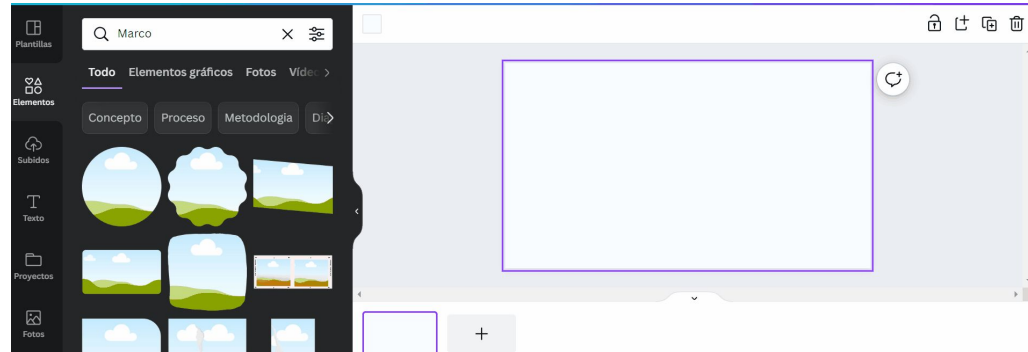 Plantillas
Elementos
Subidos
Texto
Proyectos
Fotos
Marco
Todo Elementos gráficos Fotos
Concepto Proceso Metodologia